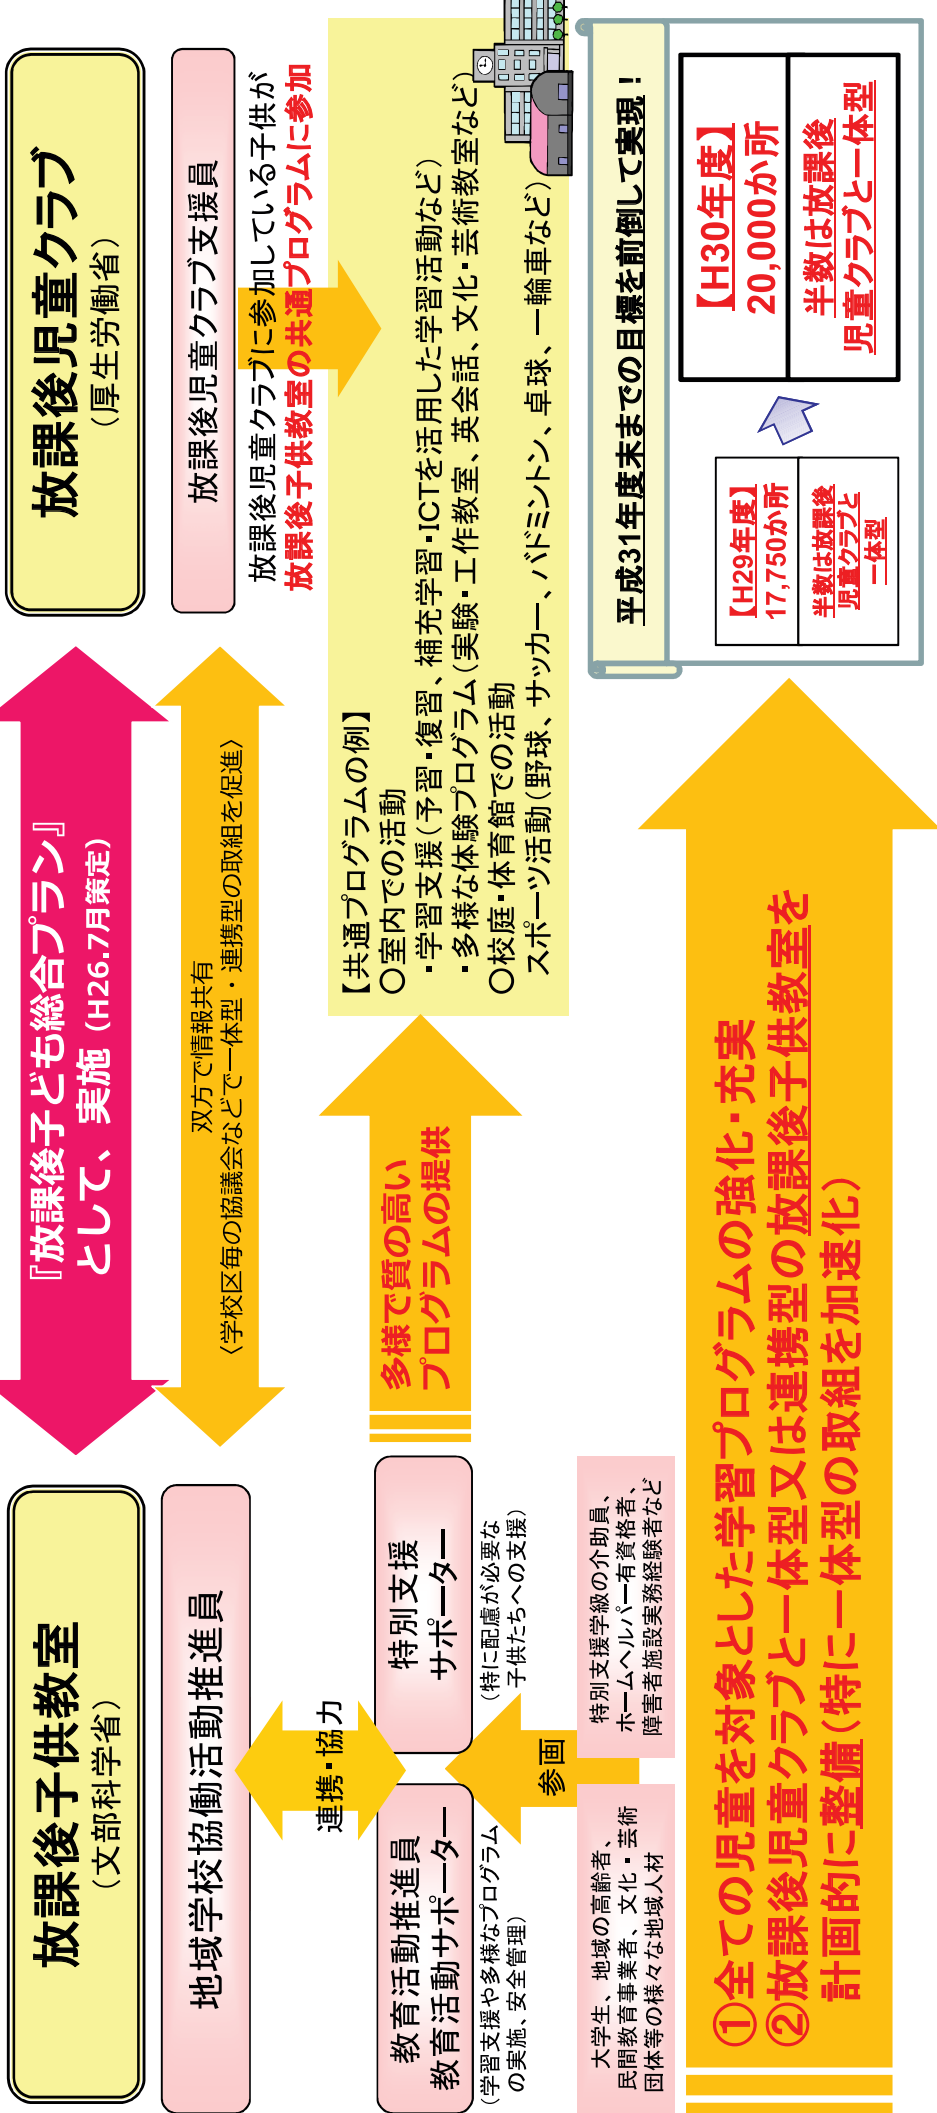 放課後子供教室
（文部科学省）
『放課後子ども総合プラン』
として、実施（H26.7月策定）
放課後児童クラブ
（厚生労働省）
地域学校協働活動推進員
双方で情報共有
〈学校区毎の協議会などで一体型・連携型の取組を促進〉
放課後児童クラブ支援員
放課後児童クラブに参加している子供が
放課後子供教室の共通プログラムに参加
連携・協力
教育活動推進員
教育活動サポーター
（学習支援や多様なプログラム
の実施、安全管理）
特別支援
サポーター
（特に配慮が必要な
子供たちへの支援）
参画
大学生、地域の高齢者、
民間教育事業者、文化・芸術
団体等の様々な地域人材
特別支援学級の介助員、
ホームヘルパー有資格者、
障害者施設実務経験者など
多様で質の高い
プログラムの提供
【共通プログラムの例】
○室内での活動
・学習支援（予習・復習、補充学習・ICTを活用した学習活動など）
・多様な体験プログラム（実験・工作教室、英会話、文化・芸術教室など）
○校庭・体育館での活動
スポーツ活動（野球、サッカー、バドミントン、卓球、一輪車など）
①全ての児童を対象とした学習プログラムの強化・充実
②放課後児童クラブと一体型又は連携型の放課後子供教室を
計画的に整備（特に一体型の取組を加速化）
平成31年度末までの目標を前倒して実現！
【H29年度】
17,750か所
半数は放課後
児童クラブと
一体型
【H30年度】
20,000か所
半数は放課後
児童クラブと一体型